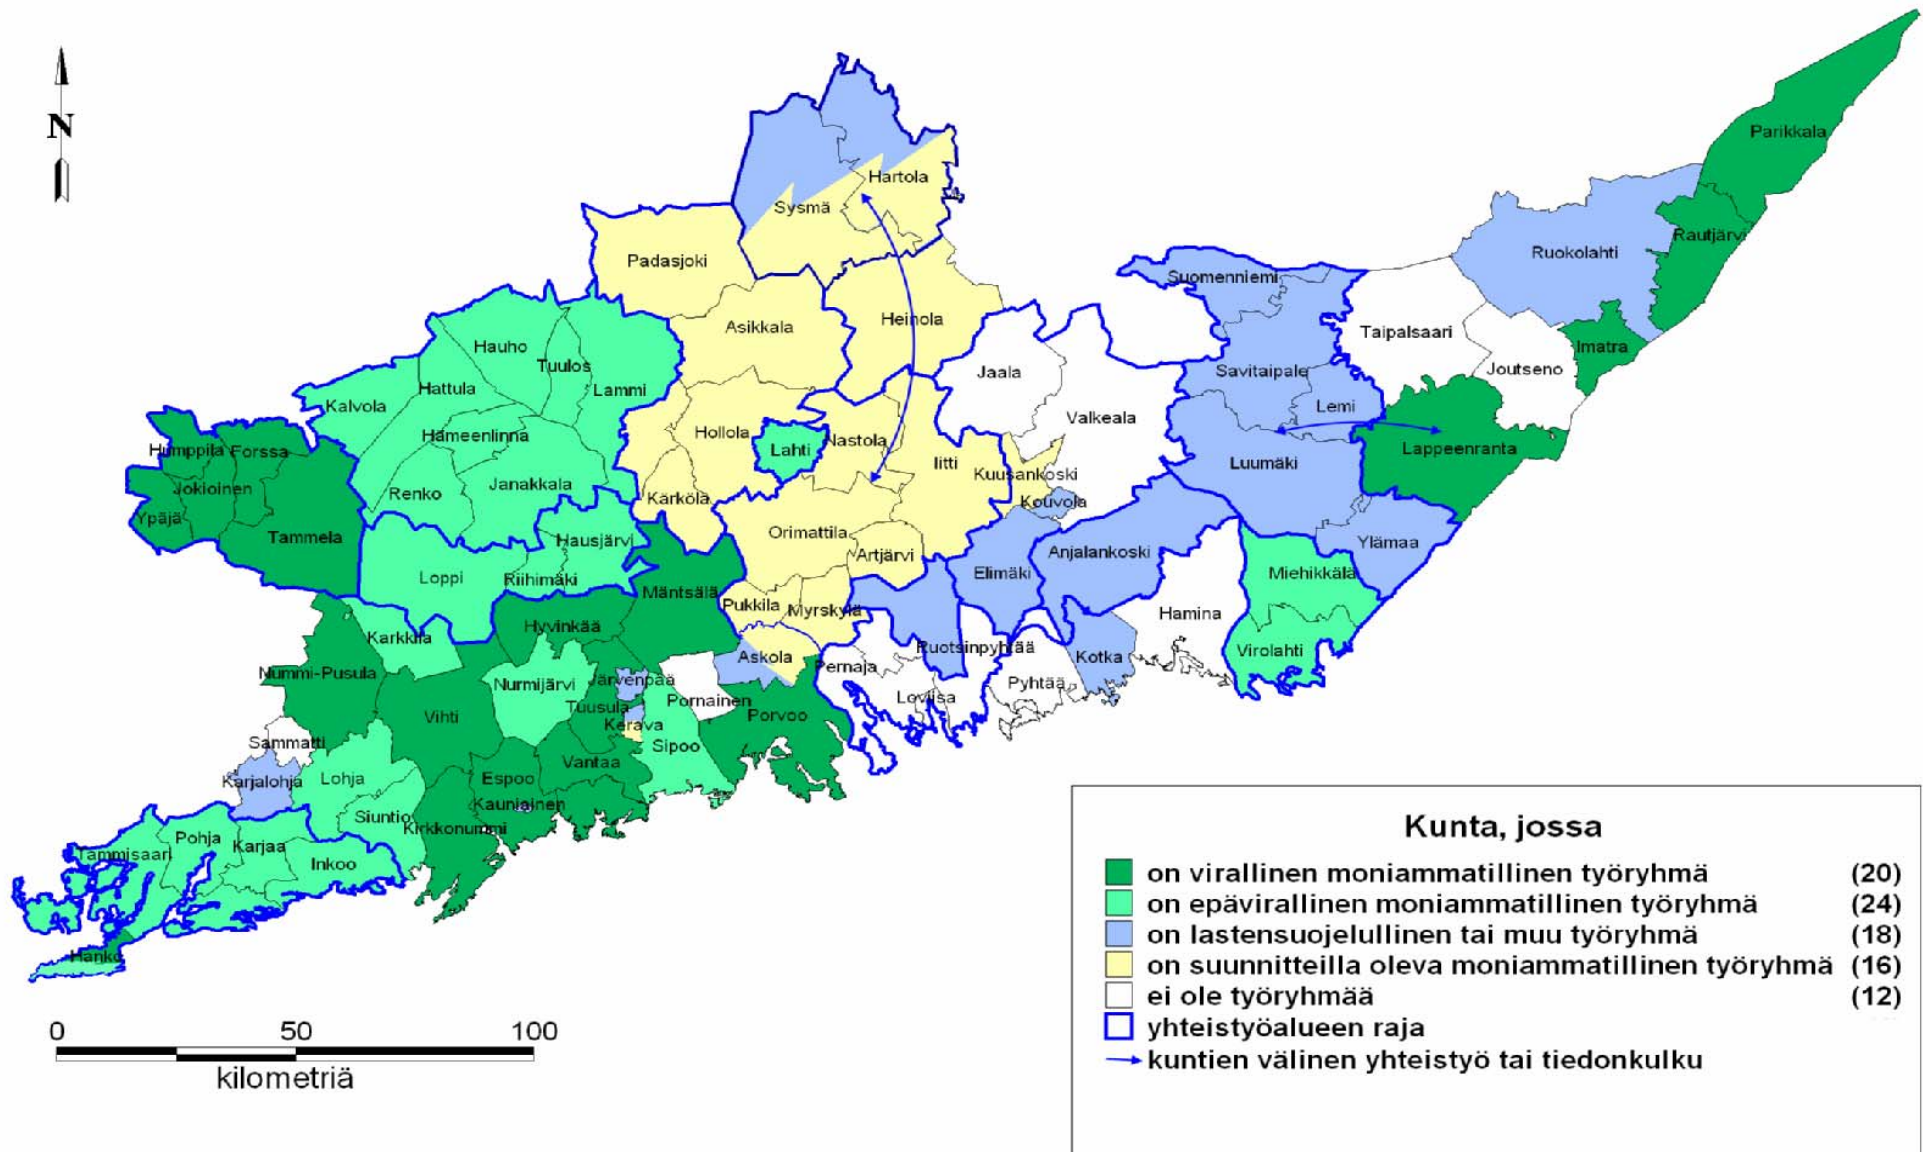 N
Parikkala
Hartola
Sysmä
Rautjärvi
Ruokolahti
Padasjoki
Suomenniemi
Asikkala
Heinola
Taipalsaari
Hauho
Imatra
Tuulos
Joutseno
Jaala
Savitaipale
Hattula
Lammi
Kalvola
Lemi
Valkeala
Hollola
Hämeenlinna
Nastola
Lahti
Humppila
Forssa
Lappeenranta
Iitti
Luumäki
Kuusankoski
Jokioinen
Janakkala
Renko
Kärkölä
Kouvola
Ypäjä
Orimattila
Tammela
Hausjärvi
Ylämaa
Anjalankoski
Artjärvi
Elimäki
Miehikkälä
Loppi
Riihimäki
Mäntsälä
Pukkila
Myrskylä
Hamina
Hyvinkää
Karkkila
Ruotsinpyhtää
Virolahti
Askola
Kotka
Pernaja
Nummi-Pusula
Järvenpää
Nurmijärvi
Pyhtää
Pornainen
Loviisa
Tuusula
Vihti
Porvoo
Kerava
Sammatti
Sipoo
Vantaa
Karjalohja
Lohja
Espoo
Kauniainen
Siuntio
Kirkkonummi
Pohja
Karjaa
Tammisaari
Inkoo
Hanko
0 50 100
kilometriä
Kunta, jossa
on virallinen moniammatillinen työryhmä (20)
on epävirallinen moniammatillinen työryhmä (24)
on lastensuojelullinen tai muu työryhmä (18)
on suunnitteilla oleva moniammatillinen työryhmä (16)
ei ole työryhmää (12)
yhteistyöalueen raja
kuntien välinen yhteistyö tai tiedonkulku